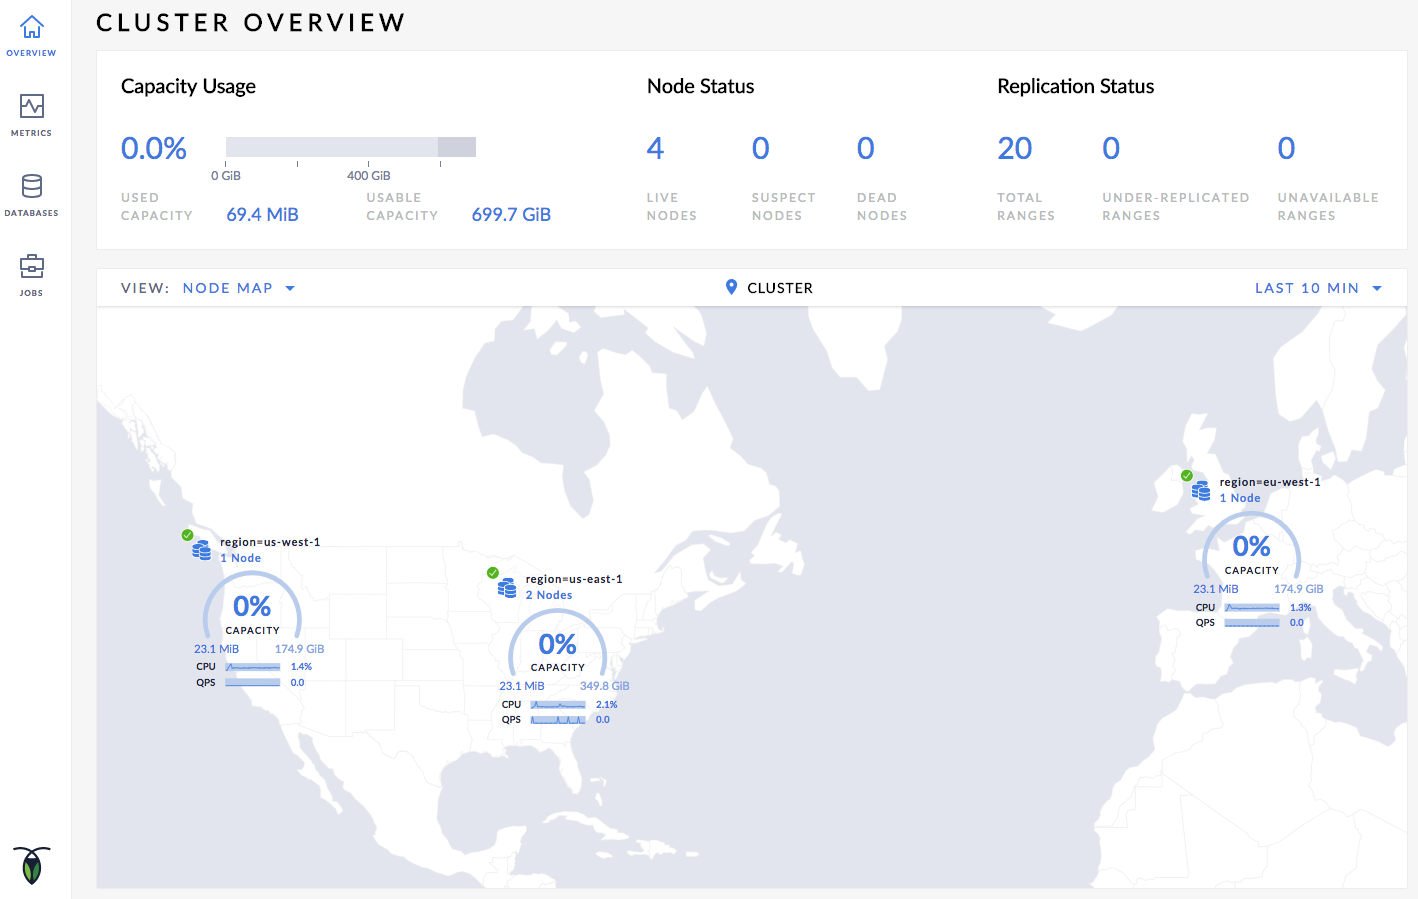 CLUSTER OVERVIEW
OVERVIEW
METRICS
DATABASES
JOBS
Capacity Usage
0.0%
0 GiB 400 GiB
USED CAPACITY 69.4 MiB
USABLE CAPACITY 699.7 GiB
Node Status
4 0 0
LIVE NODES
SUSPECT NODES
DEAD NODES
Replication Status
20 0 0
TOTAL RANGES
UNDER-REPLICATED RANGES
UNAVAILABLE RANGES
VIEW: NODE MAP CLUSTER LAST 10 MIN
region=us-west-1
1 Node
0%
CAPACITY
23.1 MiB 174.9 GiB
CPU 1.4%
QPS 0.0
region=us-east-1
2 Nodes
0%
CAPACITY
23.1 MiB 349.8 GiB
CPU 2.1%
QPS 0.0
region=eu-west-1
1 Node
0%
CAPACITY
23.1 MiB 174.9 GiB
CPU 1.3%
QPS 0.0